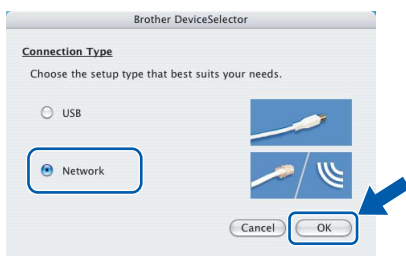 Brother DeviceSelector
Connection Type
Choose the setup type that best suits your needs.
USB
Network
Cancel OK